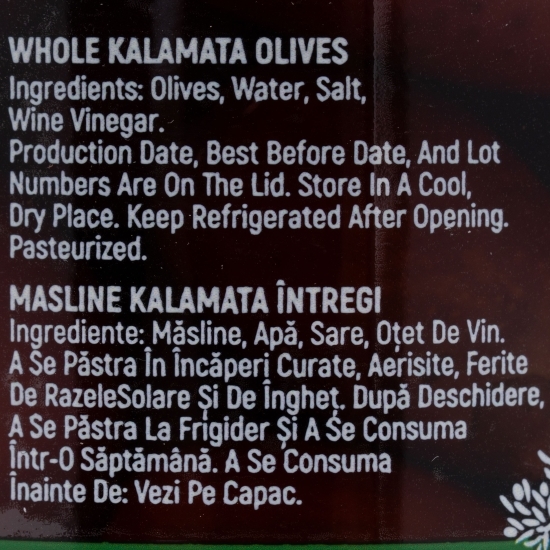 WHOLE KALAMATA OLIVES
Ingredients: Olives, Water, Salt,
Wine Vinegar.
Production Date, Best Before Date, And Lot
Numbers Are On The Lid. Store In A Cool,
Dry Place. Keep Refrigerated After Opening.
Pasteurized.
MASLINE KALAMATA ÎNTREGI
Ingrediente: Măsline, Apă, Sare, Oțet De Vin.
A Se Păstra În Încăperi Curate, Aerisite, Ferite
De RazeleSolare Și De Îngheț. După Deschidere,
A Se Păstra La Frigider Și A Se Consuma
Într-O Săptămână. A Se Consuma
Înainte De: Vezi Pe Capac.